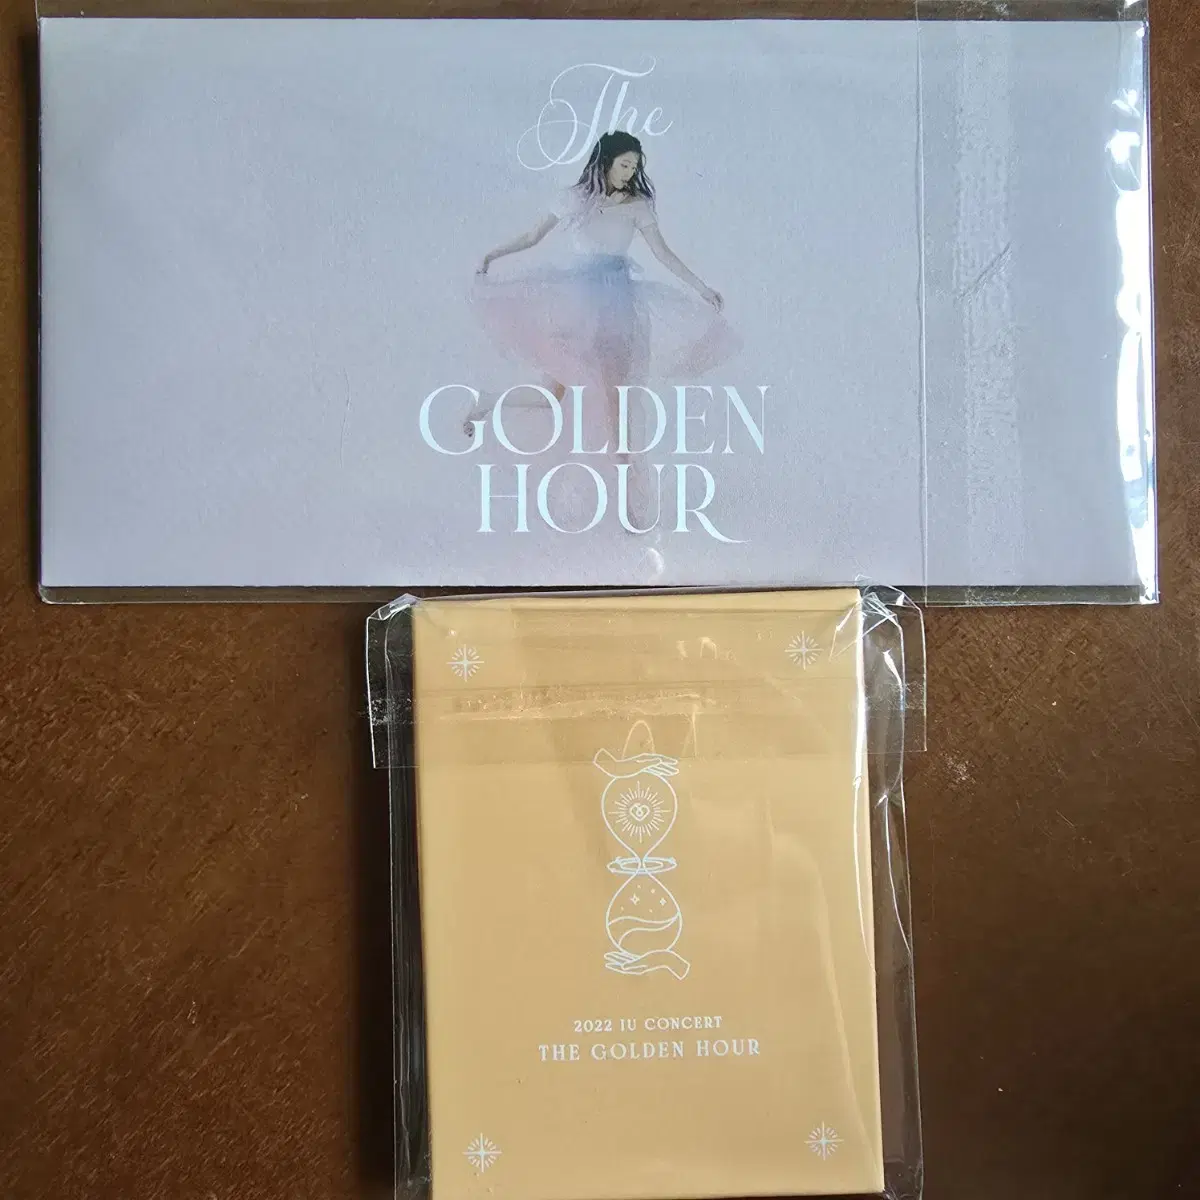 The
GOLDEN
HOUR
2022 IU CONCERT
THE GOLDEN HOUR